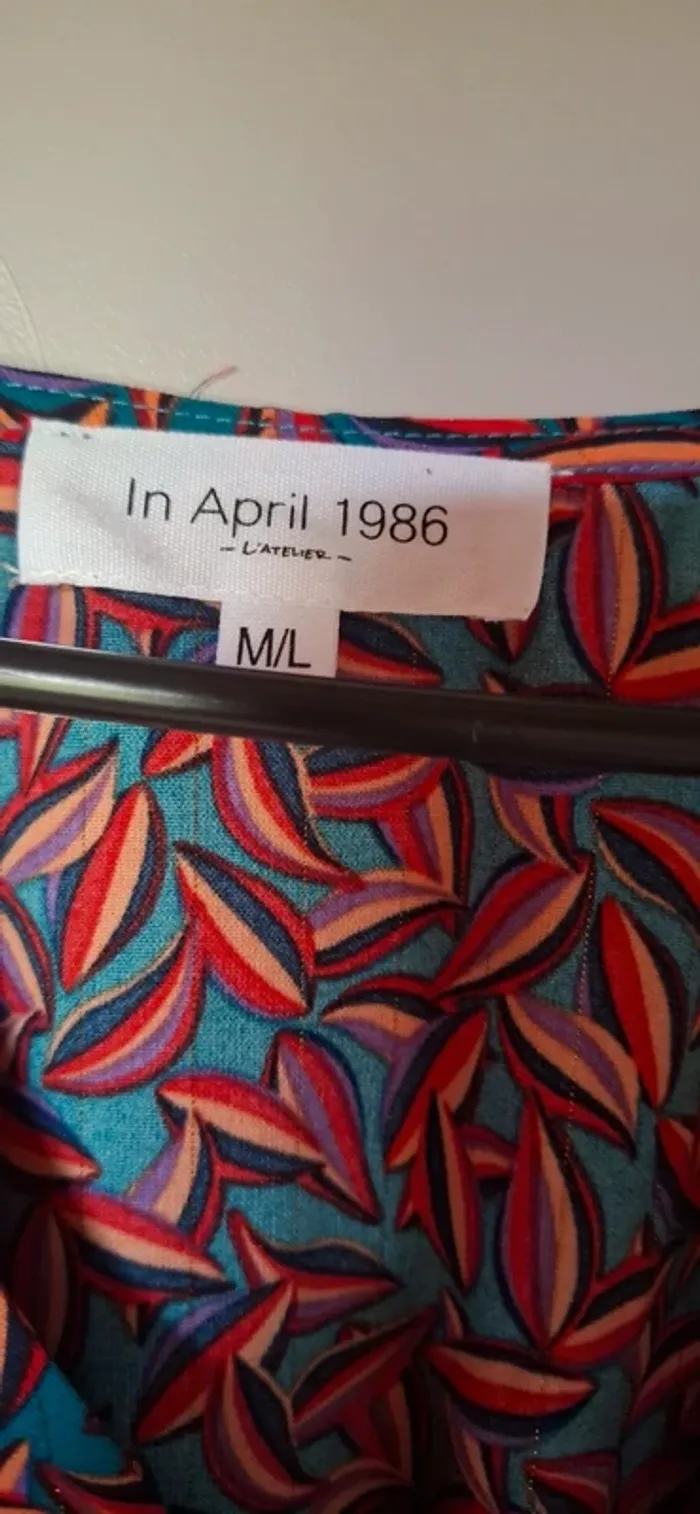 In April 1986
- L'ATELIER -
M/L